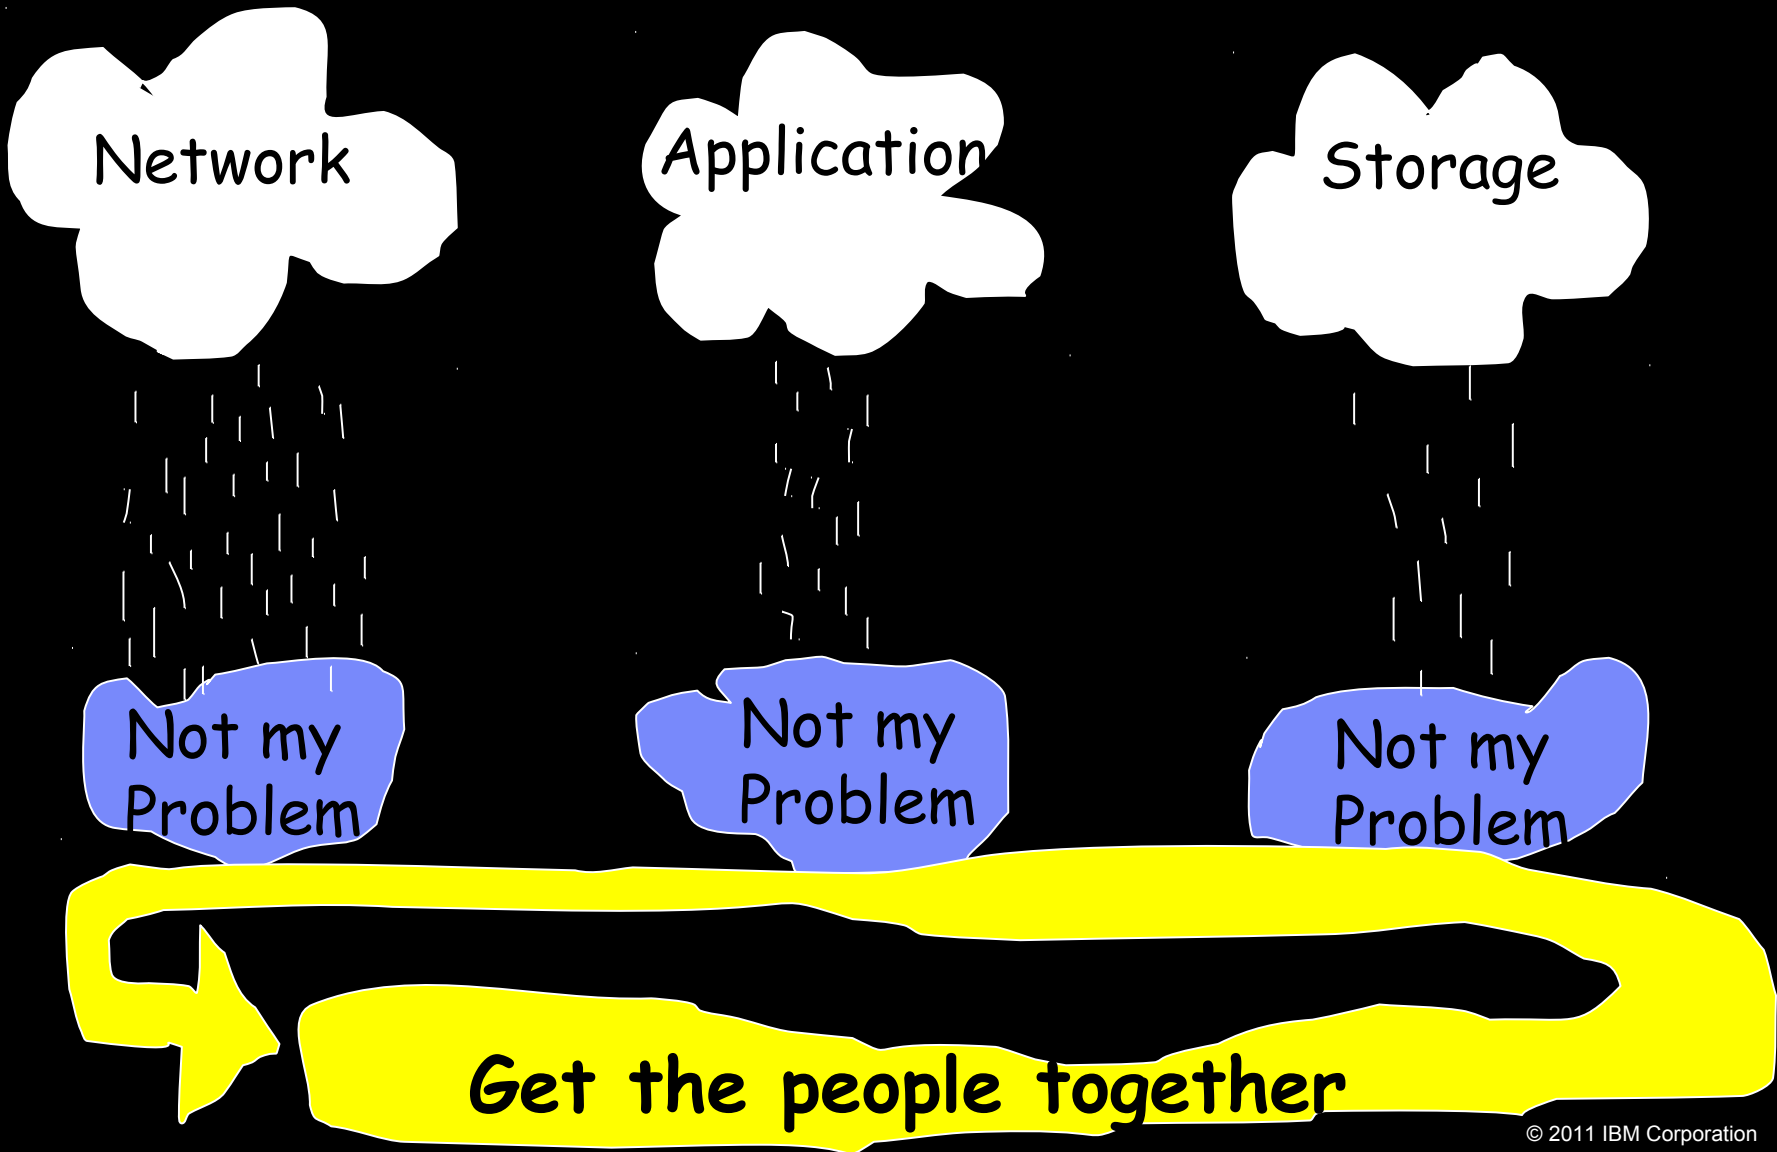 Network
Application
Storage
Not my
Problem
Not my
Problem
Not my
Problem
Get the people together
© 2011 IBM Corporation